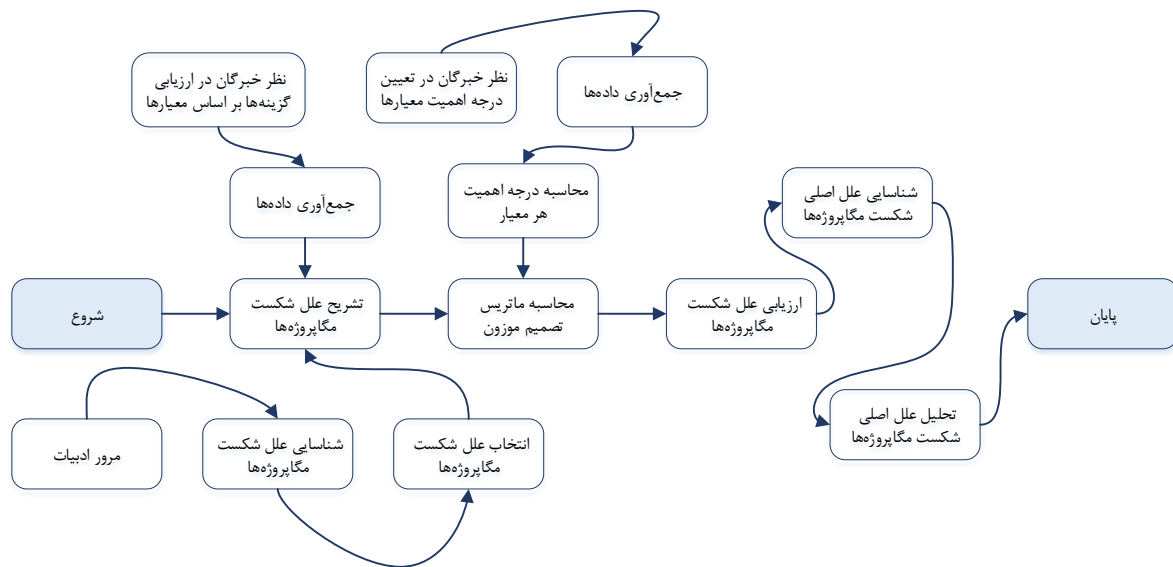 نظر خبرگان در ارزیابی
گزینه‌ها بر اساس معیارها
نظر خبرگان در تعیین
درجه اهمیت معیارها
جمع‌آوری داده‌ها
جمع‌آوری داده‌ها
محاسبه درجه اهمیت
هر معیار
شناسایی علل اصلی
شکست مگاپروژه‌ها
شروع
تشریح علل شکست
مگاپروژه‌ها
محاسبه ماتریس
تصمیم موزون
ارزیابی علل شکست
مگاپروژه‌ها
پایان
مرور ادبیات
شناسایی علل شکست
مگاپروژه‌ها
انتخاب علل شکست
مگاپروژه‌ها
تحلیل علل اصلی
شکست مگاپروژه‌ها